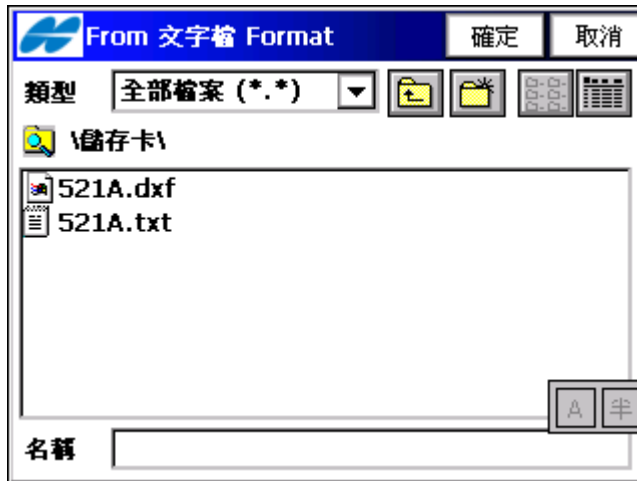 From 文字檔 Format 確定 取消
類型 全部檔案 (*.*)
\儲存卡\
521A.dxf
521A.txt
A 半
名稱